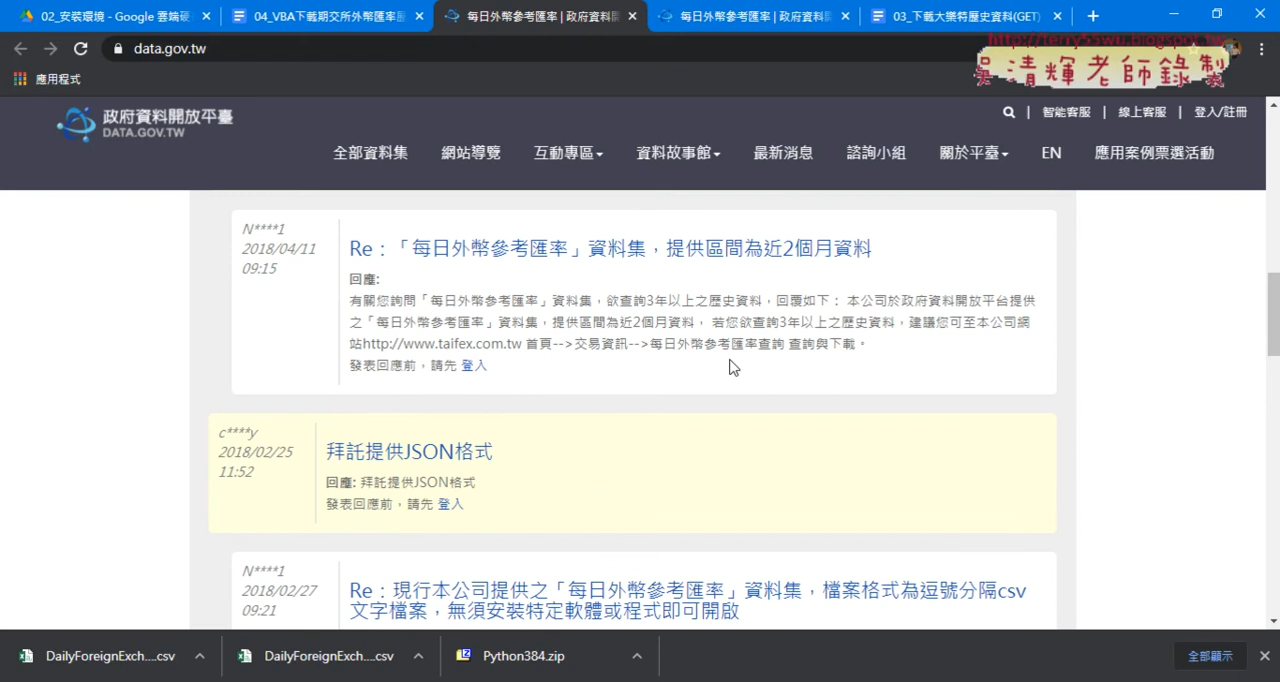 02_安裝環境 - Google 雲端硬
04_VBA下載期交所外幣匯率歷
每日外幣參考匯率 | 政府資料開
每日外幣參考匯率 | 政府資料開
03_下載大樂特歷史資料(GET)
data.gov.tw
http://terry55wu.blogspot.tw
吳清輝老師錄製
應用程式
政府資料開放平臺
DATA.GOV.TW
智能客服 | 線上客服 | 登入/註冊
全部資料集 網站導覽 互動專區 資料故事館 最新消息 諮詢小組 關於平臺 EN 應用案例票選活動
N****1
2018/04/11
09:15
Re:「每日外幣參考匯率」資料集,提供區間為近2個月資料
回應:
有關您詢問「每日外幣參考匯率」資料集,欲查詢3年以上之歷史資料,回覆如下: 本公司於政府資料開放平台提供
之「每日外幣參考匯率」資料集,提供區間為近2個月資料, 若您欲查詢3年以上之歷史資料,建議您可至本公司網
站http://www.taifex.com.tw 首頁-->交易資訊-->每日外幣參考匯率查詢 查詢與下載。
發表回應前,請先 登入
c****y
2018/02/25
11:52
拜託提供JSON格式
回應: 拜託提供JSON格式
發表回應前,請先 登入
N****1
2018/02/27
09:21
Re:現行本公司提供之「每日外幣參考匯率」資料集,檔案格式為逗號分隔csv
文字檔案,無須安裝特定軟體或程式即可開啟
DailyForeignExch....csv
DailyForeignExch....csv
Python384.zip
全部顯示